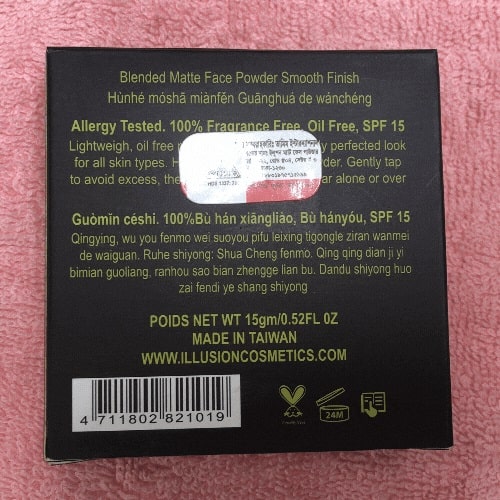 Blended Matte Face Powder Smooth Finish
Hùnhé móshā miànfěn Guānghuá de wánchéng
Allergy Tested. 100% Fragrance Free, Oil Free, SPF 15
Lightweigh, oil free perfected look
for all skin types. H Gently tap
to avoid excess, the ar alone or over
Guòmǐn céshì. 100%Bù hán xiāngliào, Bù hányóu, SPF 15
Qingying, wu you fenmo wei suoyou pifu leixing tigongle ziran wanmei
de waiguan. Ruhe shiyong: Shua Cheng fenmo. Qing qing dian ji yi
bimian guoliang. ranhou sao bian zhengge lian bu. Dandu shiyong huo
zai fendi ye shang shiyong
POIDS NET WT 15gm/0.52FL 0Z
MADE IN TAIWAN
WWW.ILLUSIONCOSMETICS.COM
4 711802 821019
24M